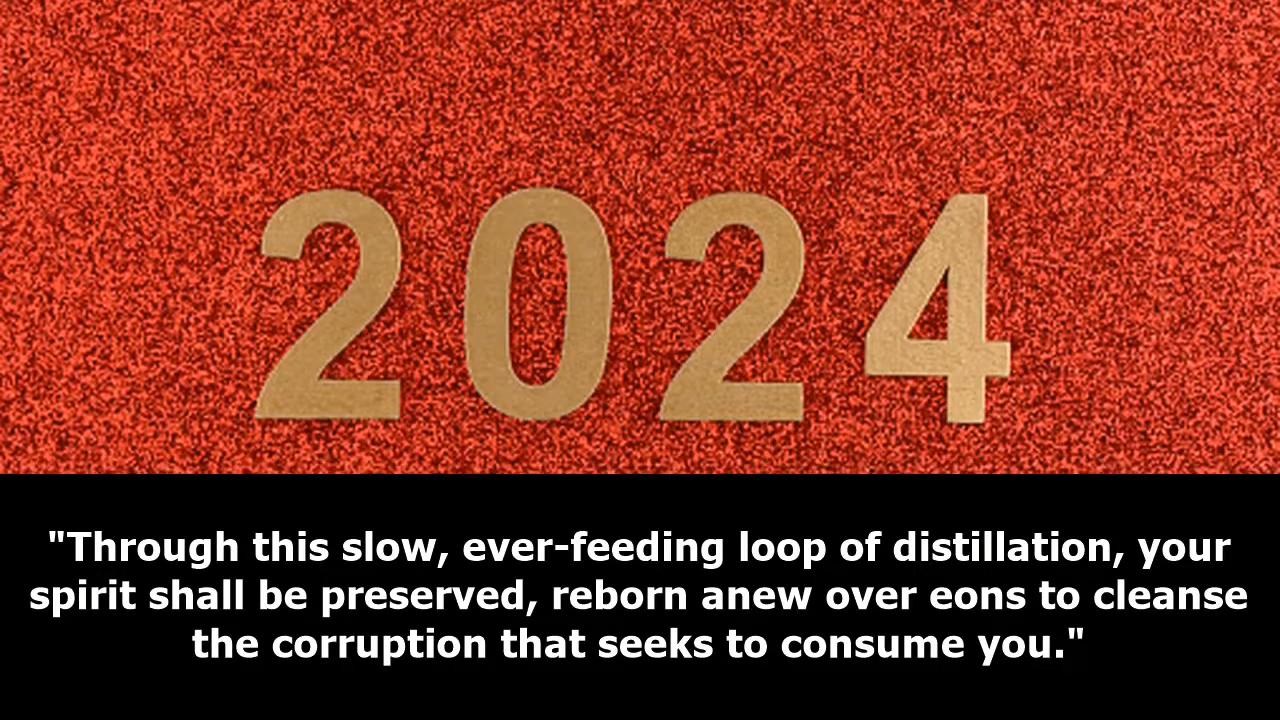 2024
"Through this slow, ever-feeding loop of distillation, your
spirit shall be preserved, reborn anew over eons to cleanse
the corruption that seeks to consume you."